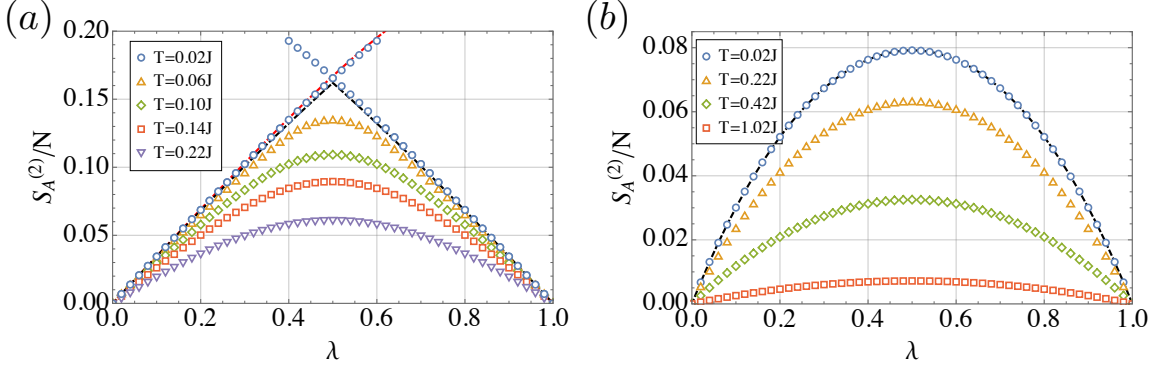 (a)
S_A^(2)/N
0.20
0.15
0.10
0.05
0.00
T=0.02J
T=0.06J
T=0.10J
T=0.14J
T=0.22J
0.0 0.2 0.4 0.6 0.8 1.0
λ
(b)
S_A^(2)/N
0.08
0.06
0.04
0.02
0.00
T=0.02J
T=0.22J
T=0.42J
T=1.02J
0.0 0.2 0.4 0.6 0.8 1.0
λ